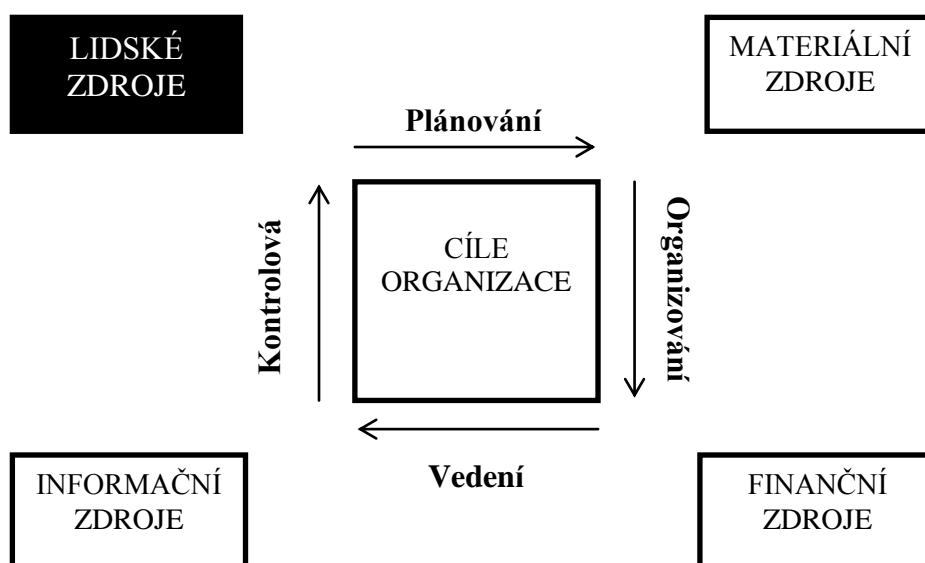 LIDSKÉ
ZDROJE
MATERIÁLNÍ
ZDROJE
Plánování
Kontrolová
CÍLE
ORGANIZACE
Organizování
Vedení
INFORMAČNÍ
ZDROJE
FINANČNÍ
ZDROJE